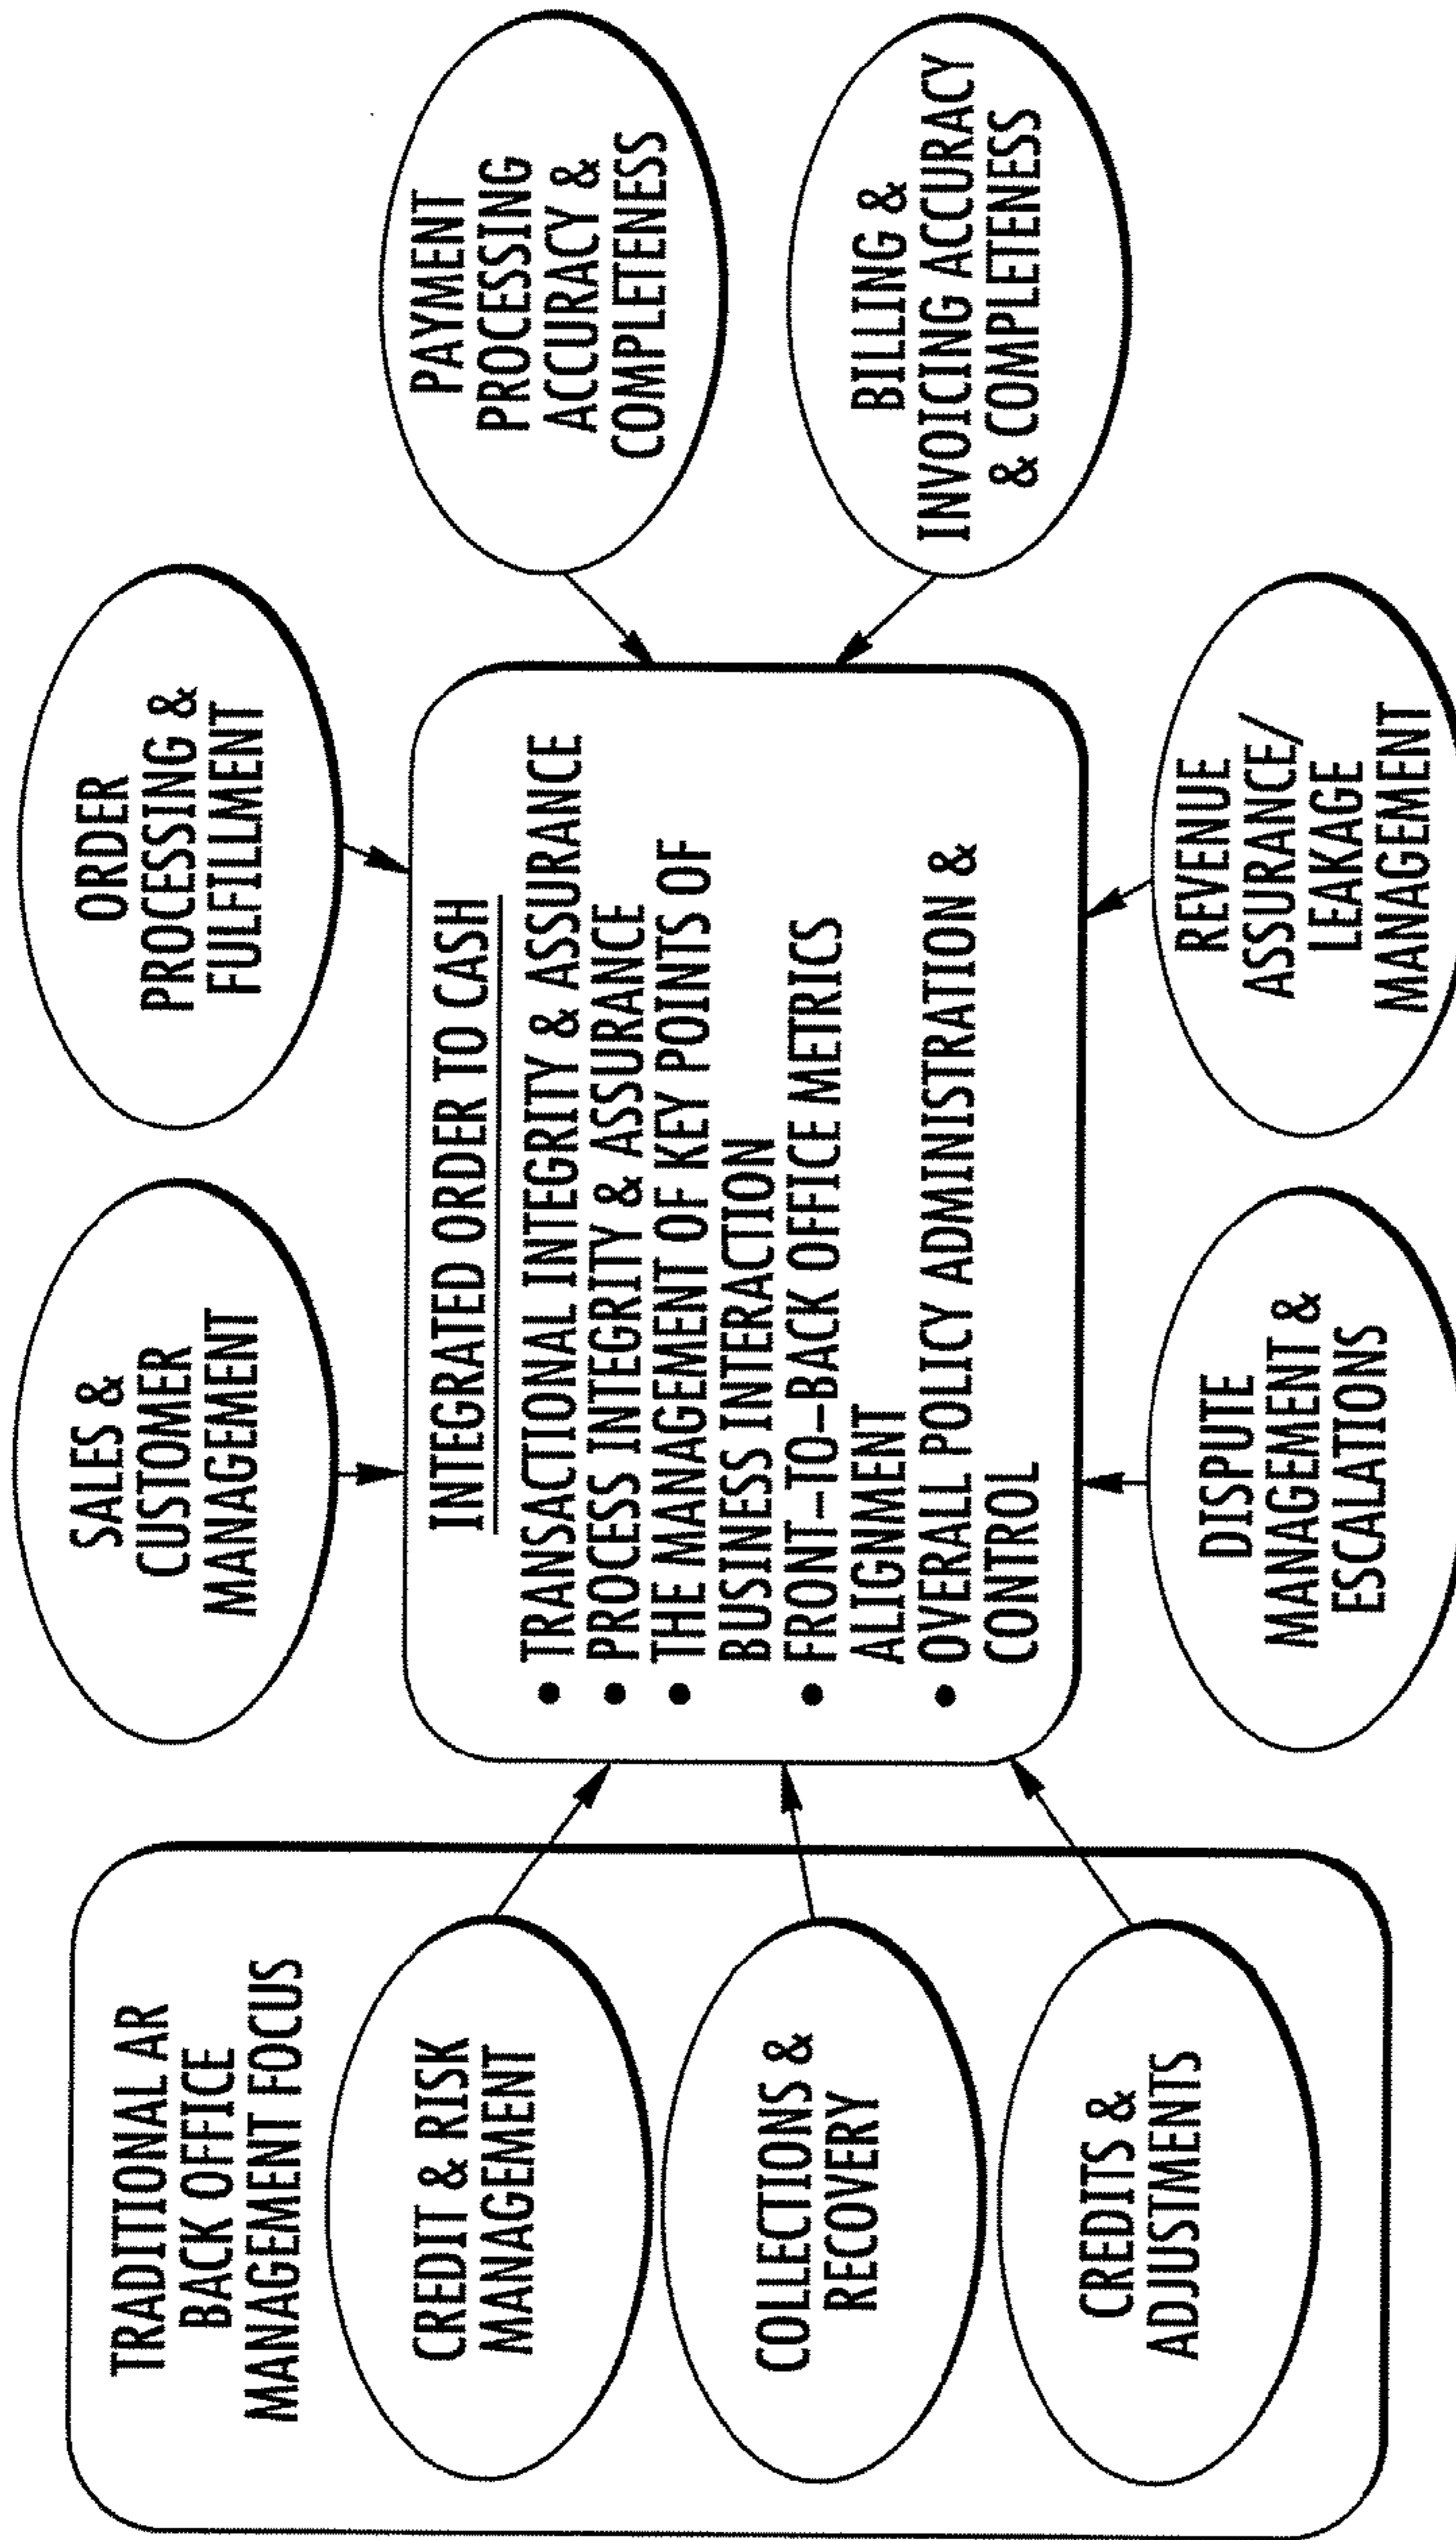 TRADITIONAL AR
BACK OFFICE
MANAGEMENT FOCUS
CREDIT & RISK
MANAGEMENT
COLLECTIONS &
RECOVERY
CREDITS &
ADJUSTMENTS
SALES &
CUSTOMER
MANAGEMENT
ORDER
PROCESSING &
FULFILLMENT
INTEGRATED ORDER TO CASH
• TRANSACTIONAL INTEGRITY & ASSURANCE
• PROCESS INTEGRITY & ASSURANCE
• THE MANAGEMENT OF KEY POINTS OF
BUSINESS INTERACTION
• FRONT-TO-BACK OFFICE METRICS
ALIGNMENT
• OVERALL POLICY ADMINISTRATION &
CONTROL
PAYMENT
PROCESSING
ACCURACY &
COMPLETENESS
BILLING &
INVOICING ACCURACY
& COMPLETENESS
DISPUTE
MANAGEMENT &
ESCALATIONS
REVENUE
ASSURANCE/
LEAKAGE
MANAGEMENT